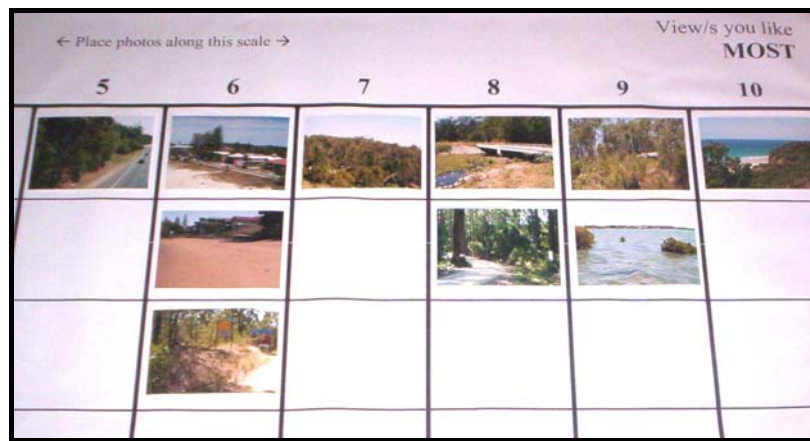 View/s you like
← Place photos along this scale →
MOST
5 6 7 8 9 10